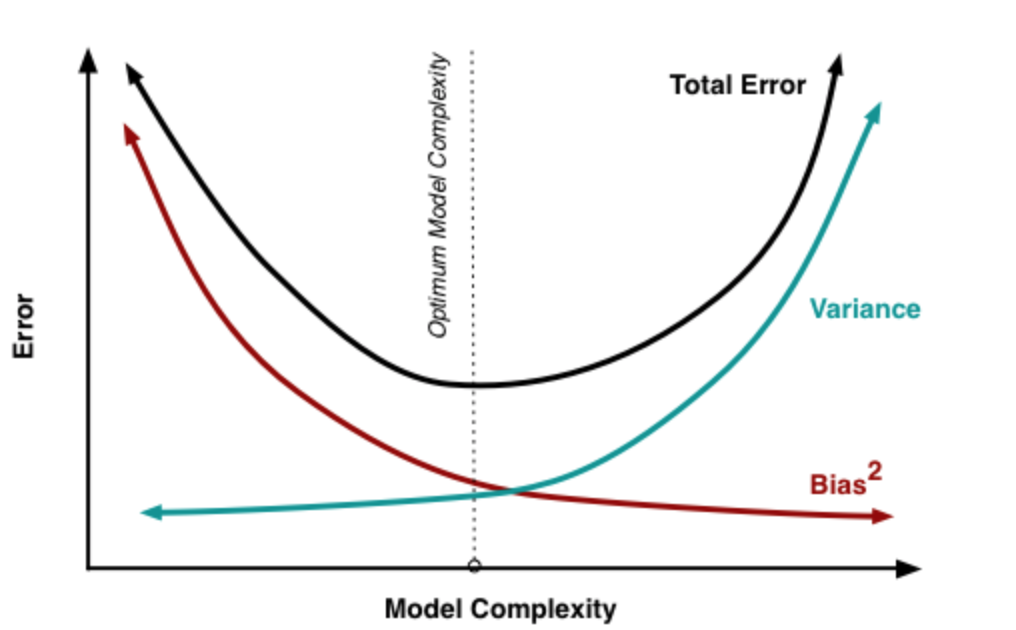 Optimum Model Complexity
Total Error
Variance
Error
Bias²
Model Complexity